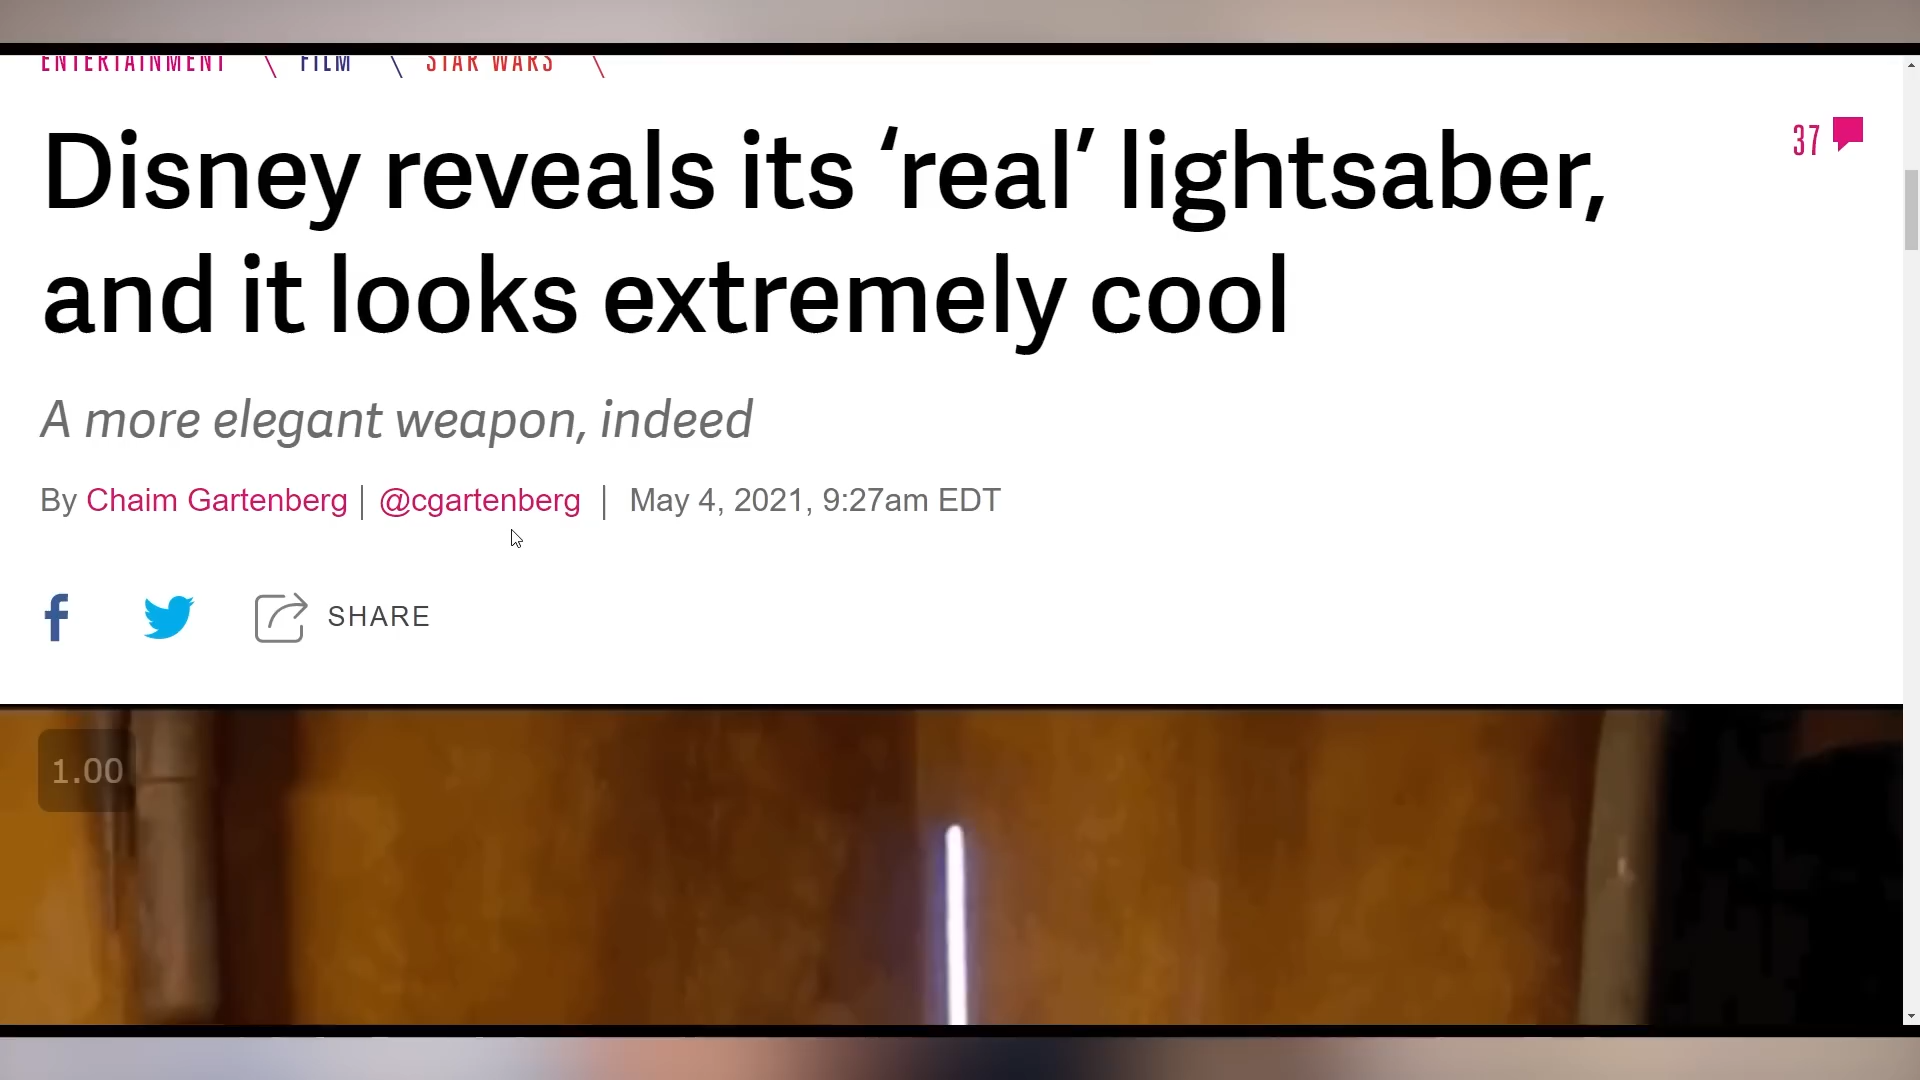 ENTERTAINMENT \ FILM \ STAR WARS \
Disney reveals its ‘real’ lightsaber,
37
and it looks extremely cool
A more elegant weapon, indeed
By Chaim Gartenberg | @cgartenberg | May 4, 2021, 9:27am EDT
SHARE
1.00